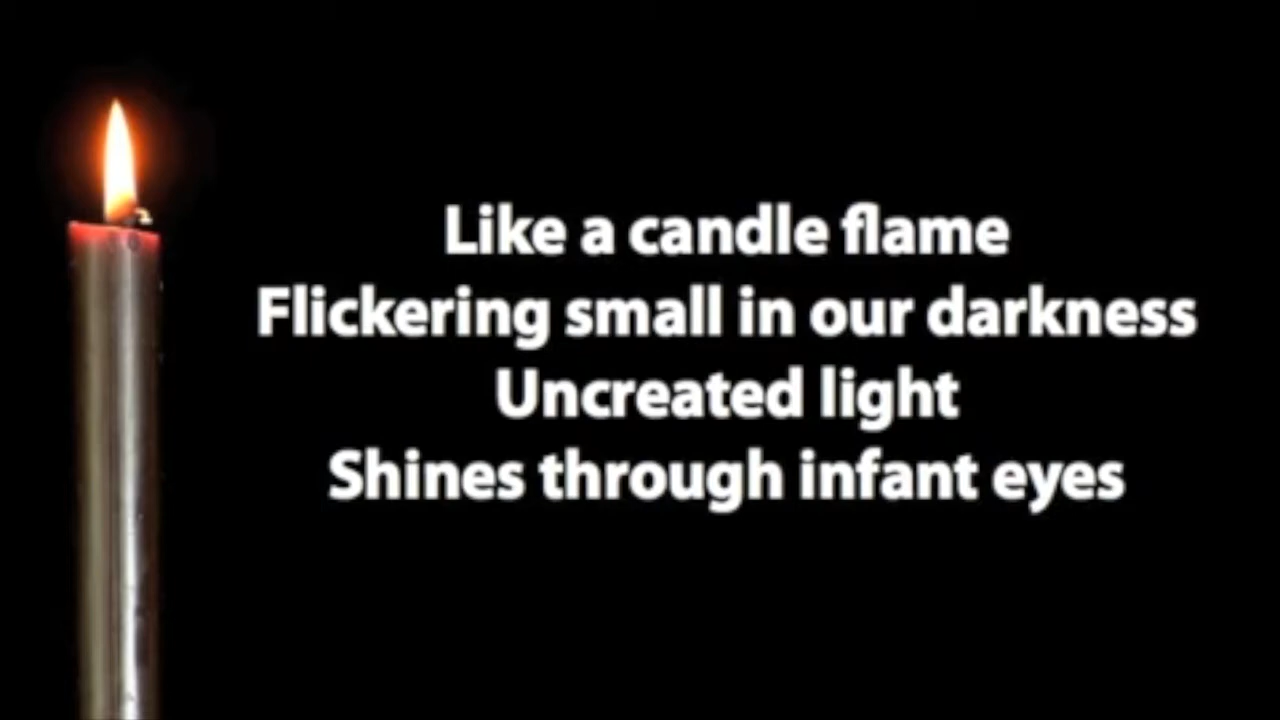 Like a candle flame
Flickering small in our darkness
Uncreated light
Shines through infant eyes